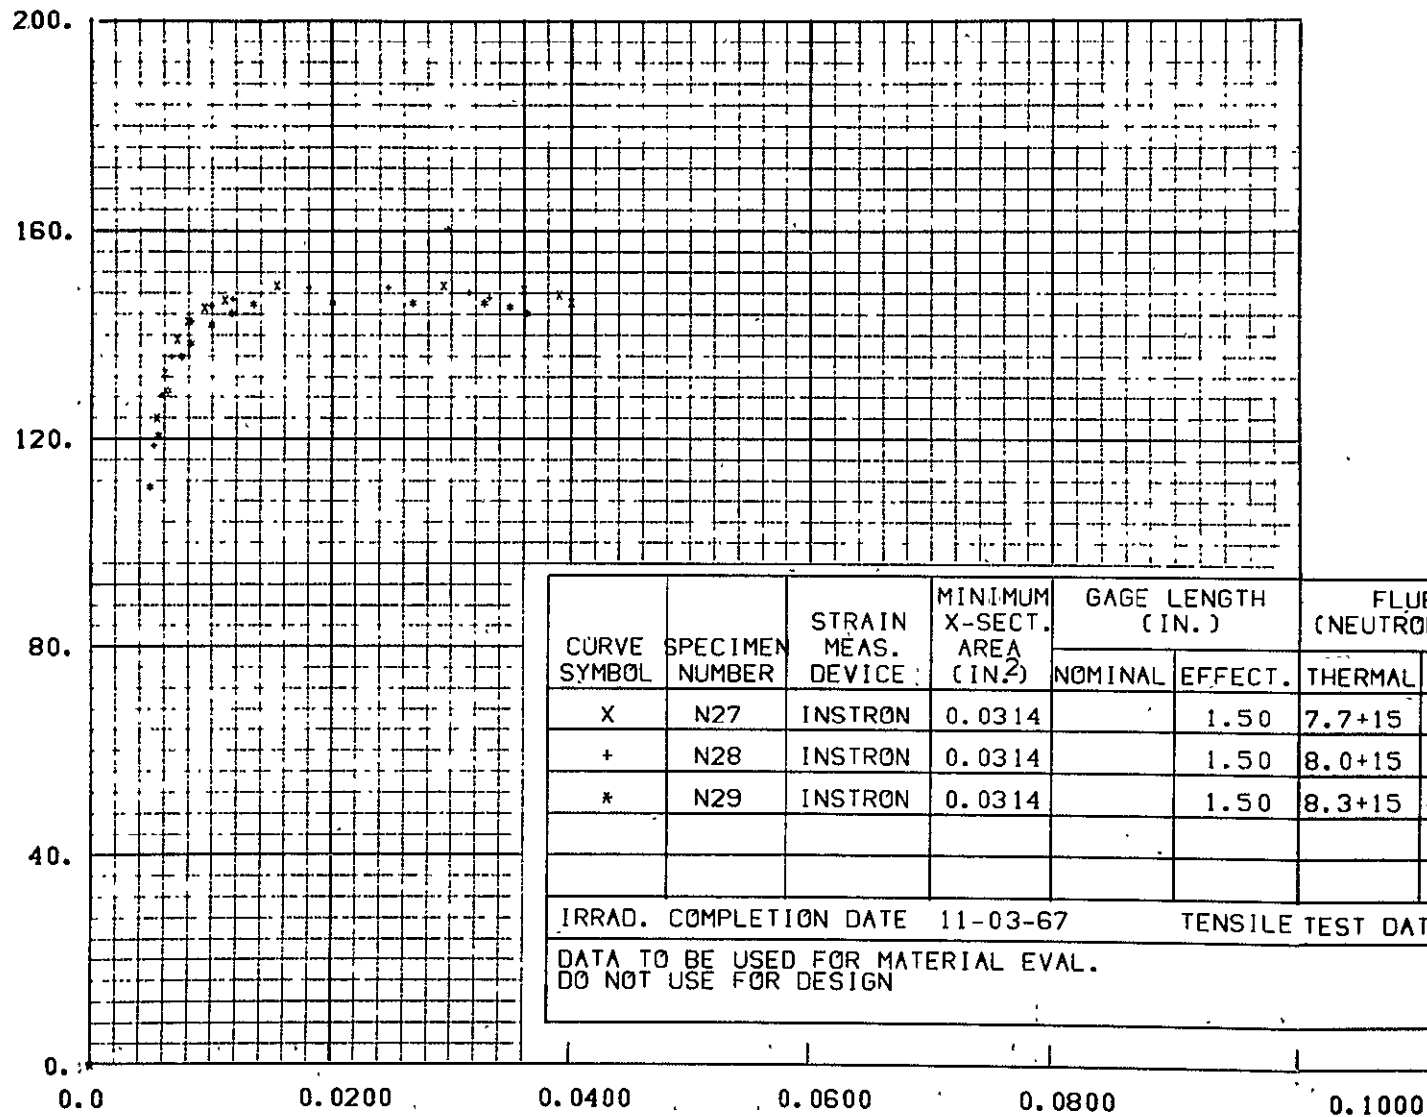 200.
160.
120.
80.
40.
0.
0.0 0.0200 0.0400 0.0600 0.0800 0.1000
CURVE SYMBOL SPECIMEN NUMBER STRAIN MEAS. DEVICE MINIMUM X-SECT. AREA (IN.2) GAGE LENGTH (IN.) NOMINAL EFFECT. THERMAL
X N27 INSTRON 0.0314 1.50 7.7+15
+ N28 INSTRON 0.0314 1.50 8.0+15
* N29 INSTRON 0.0314 1.50 8.3+15
IRRAD. COMPLETION DATE 11-03-67 TENSILE TEST DAT
DATA TO BE USED FOR MATERIAL EVAL.
DO NOT USE FOR DESIGN